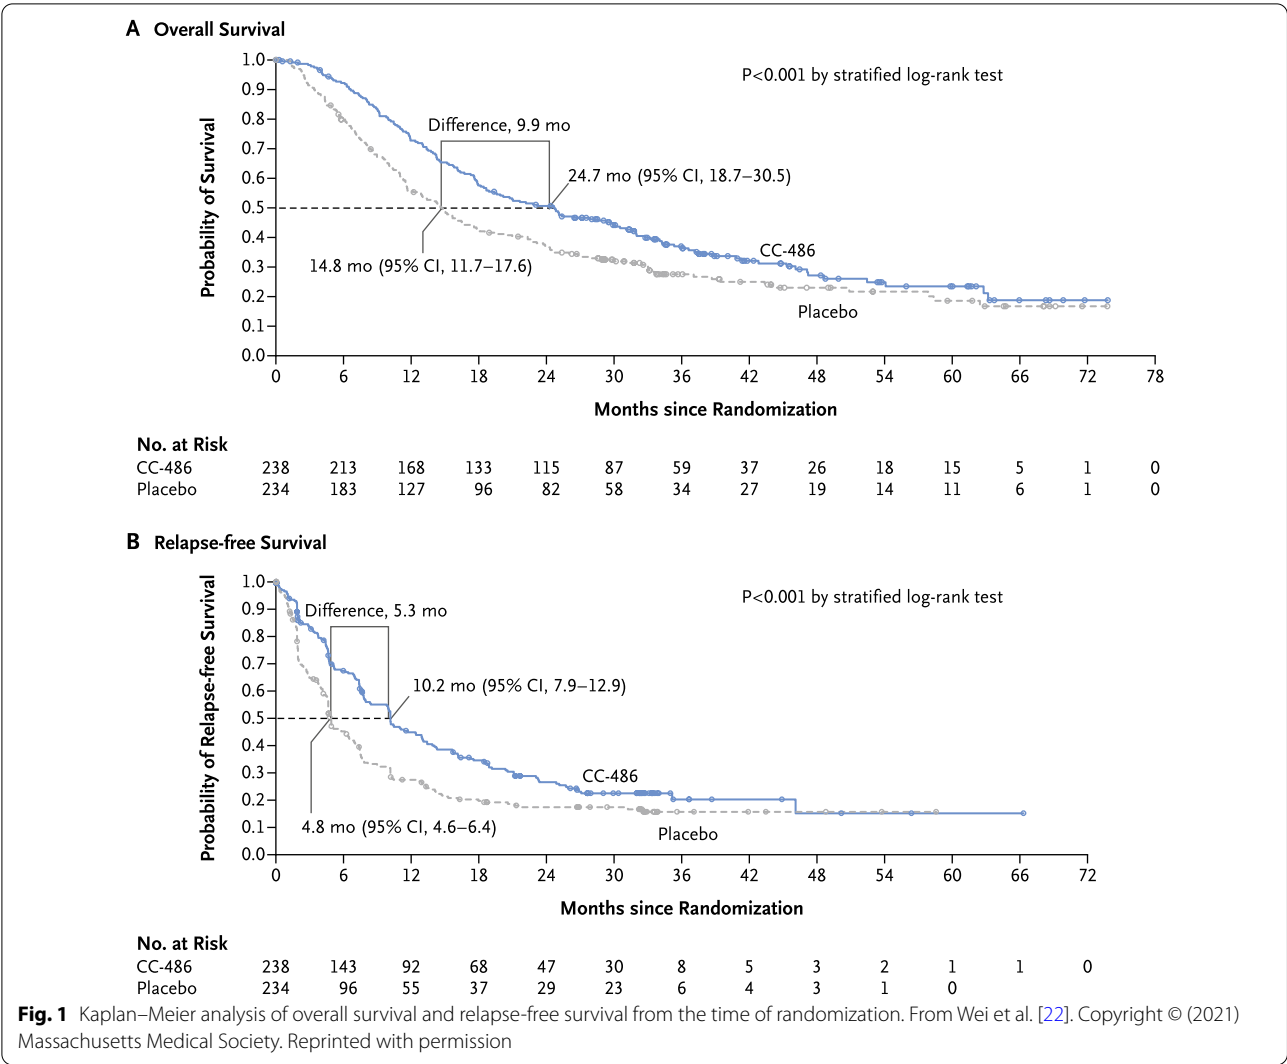 A Overall Survival
P<0.001 by stratified log-rank test
Probability of Survival
1.0
0.9
0.8
0.7
0.6
0.5
0.4
0.3
0.2
0.1
0.0
Difference, 9.9 mo
24.7 mo (95% CI, 18.7–30.5)
14.8 mo (95% CI, 11.7–17.6)
CC-486
Placebo
0 6 12 18 24 30 36 42 48 54 60 66 72 78
Months since Randomization
No. at Risk
CC-486 238 213 168 133 115 87 59 37 26 18 15 5 1 0
Placebo 234 183 127 96 82 58 34 27 19 14 11 6 1 0
B Relapse-free Survival
P<0.001 by stratified log-rank test
Probability of Relapse-free Survival
1.0
0.9
0.8
0.7
0.6
0.5
0.4
0.3
0.2
0.1
0.0
Difference, 5.3 mo
10.2 mo (95% CI, 7.9–12.9)
4.8 mo (95% CI, 4.6–6.4)
CC-486
Placebo
0 6 12 18 24 30 36 42 48 54 60 66 72
Months since Randomization
No. at Risk
CC-486 238 143 92 68 47 30 8 5 3 2 1 1 0
Placebo 234 96 55 37 29 23 6 4 3 1 0
Fig. 1 Kaplan–Meier analysis of overall survival and relapse-free survival from the time of randomization. From Wei et al. [22]. Copyright © (2021)
Massachusetts Medical Society. Reprinted with permission